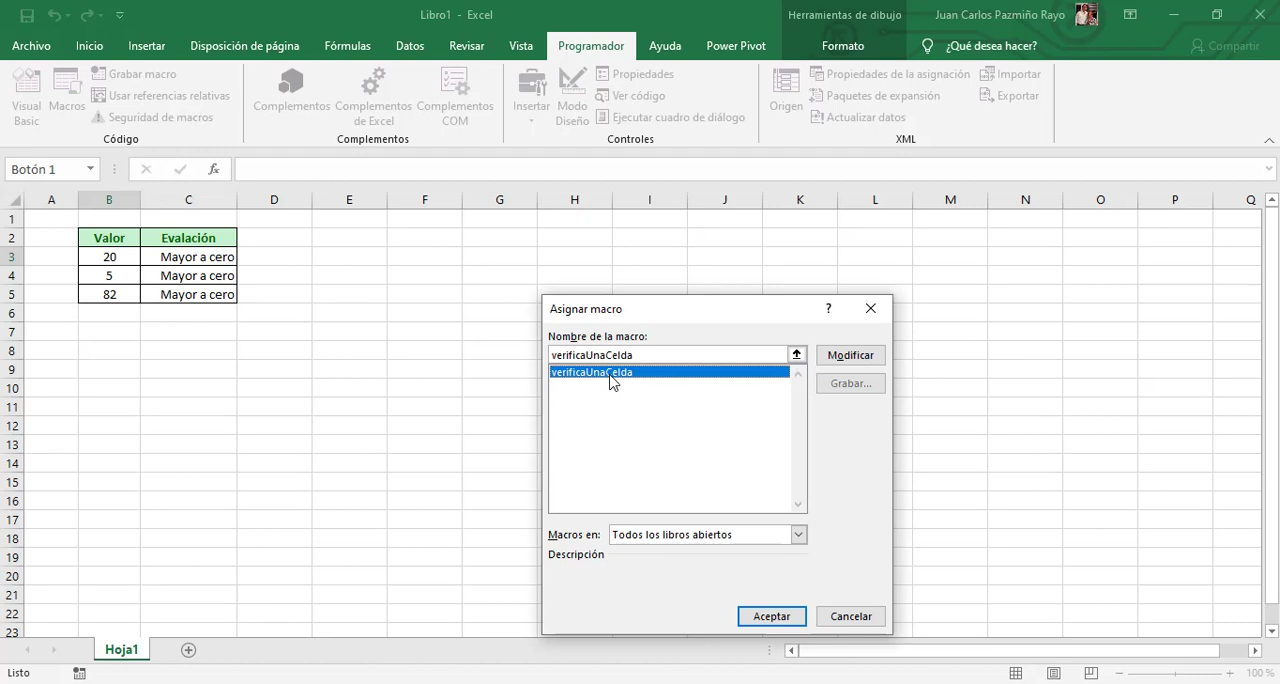 Libro1 - Excel
Herramientas de dibujo
Juan Carlos Pazmiño Rayo
Archivo Inicio Insertar Disposición de página Fórmulas Datos Revisar Vista Programador Ayuda Power Pivot Formato ¿Qué desea hacer? Compartir
Visual Basic
Macros
Grabar macro
Usar referencias relativas
Seguridad de macros
Código
Complementos
Complementos de Excel
Complementos COM
Complementos
Insertar
Modo Diseño
Propiedades
Ver código
Ejecutar cuadro de diálogo
Controles
Origen
Propiedades de la asignación
Paquetes de expansión
Actualizar datos
Importar
Exportar
XML
Botón 1 fx
A B C D E F G H I J K L M N O P Q
1
2 Valor Evalación
3 20 Mayor a cero
4 5 Mayor a cero
5 82 Mayor a cero
6
7
8
9
10
11
12
13
14
15
16
17
18
19
20
21
22
23
Asignar macro ?
Nombre de la macro:
verificaUnaCelda
verificaUnaCelda
Modificar
Grabar...
Macros en: Todos los libros abiertos
Descripción
Aceptar Cancelar
Hoja1
Listo 100 %